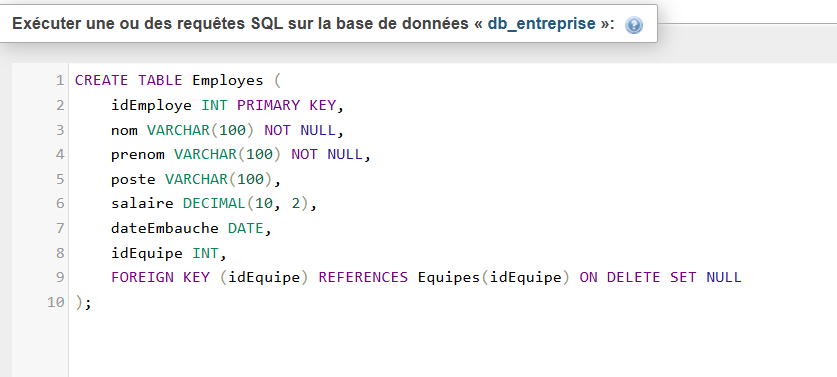 Exécuter une ou des requêtes SQL sur la base de données « db_entreprise »:
1 CREATE TABLE Employes (
2 idEmploye INT PRIMARY KEY,
3 nom VARCHAR(100) NOT NULL,
4 prenom VARCHAR(100) NOT NULL,
5 poste VARCHAR(100),
6 salaire DECIMAL(10, 2),
7 dateEmbauche DATE,
8 idEquipe INT,
9 FOREIGN KEY (idEquipe) REFERENCES Equipes(idEquipe) ON DELETE SET NULL
10 );